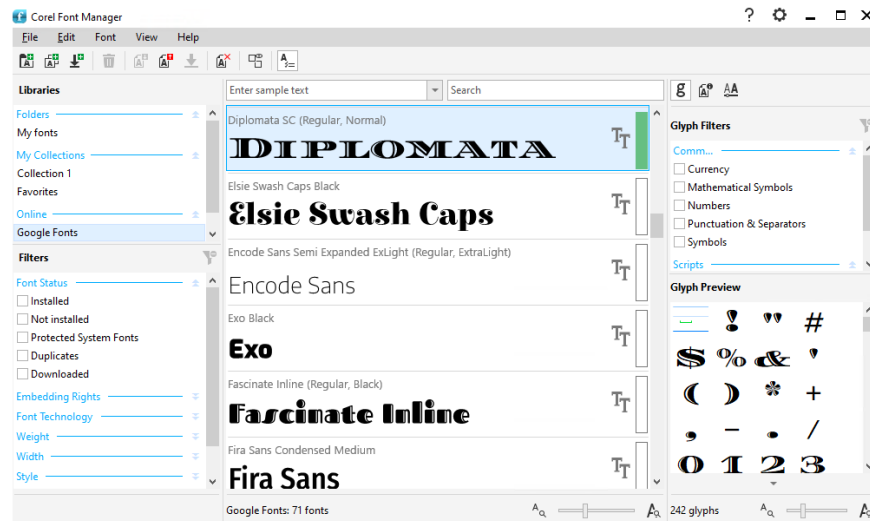 Corel Font Manager
File Edit Font View Help
Libraries
Folders
My fonts
My Collections
Collection 1
Favorites
Online
Google Fonts
Filters
Font Status
Installed
Not installed
Protected System Fonts
Duplicates
Downloaded
Embedding Rights
Font Technology
Weight
Width
Style
Enter sample text
Search
Diplomata SC (Regular, Normal)
DIPLOMATA
Elsie Swash Caps Black
Elsie Swash Caps
Encode Sans Semi Expanded ExLight (Regular, ExtraLight)
Encode Sans
Exo Black
Exo
Fascinate Inline (Regular, Black)
Fascinate Inline
Fira Sans Condensed Medium
Fira Sans
Google Fonts: 71 fonts
Glyph Filters
Comm...
Currency
Mathematical Symbols
Numbers
Punctuation & Separators
Symbols
Scripts
Glyph Preview
! " #
$ % & '
( ) * +
, - . /
0 1 2 3
242 glyphs